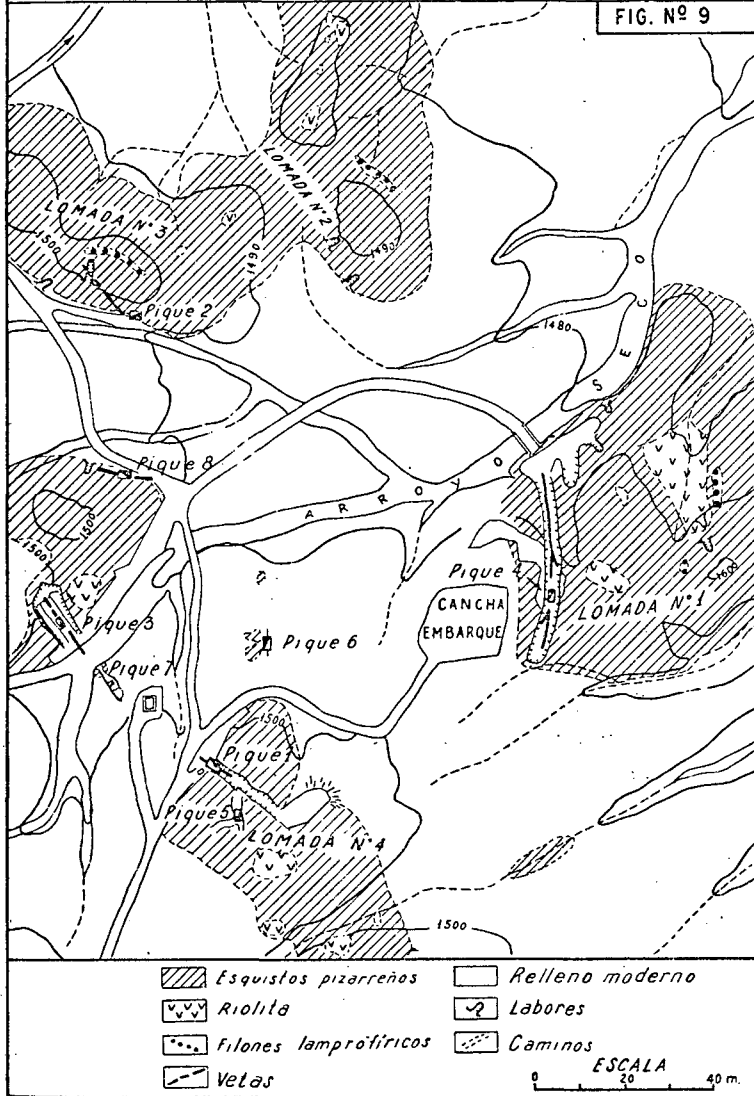 FIG. Nº 9
LOMADA Nº 2
LOMADA Nº 3
1500
1490
1490
Pique 2
1480
ARROYO SECO
Pique 8
1500
1500
Pique
CANCHA
EMBARQUE
LOMADA Nº 1
Pique 3
Pique 6
Pique 7
1500
Pique 1
Pique 5
LOMADA Nº 4
1500
Esquistos pizarreños
Relleno moderno
Riolita
Labores
Filones lamprofíricos
Caminos
Vetas
ESCALA
0 20 40 m.